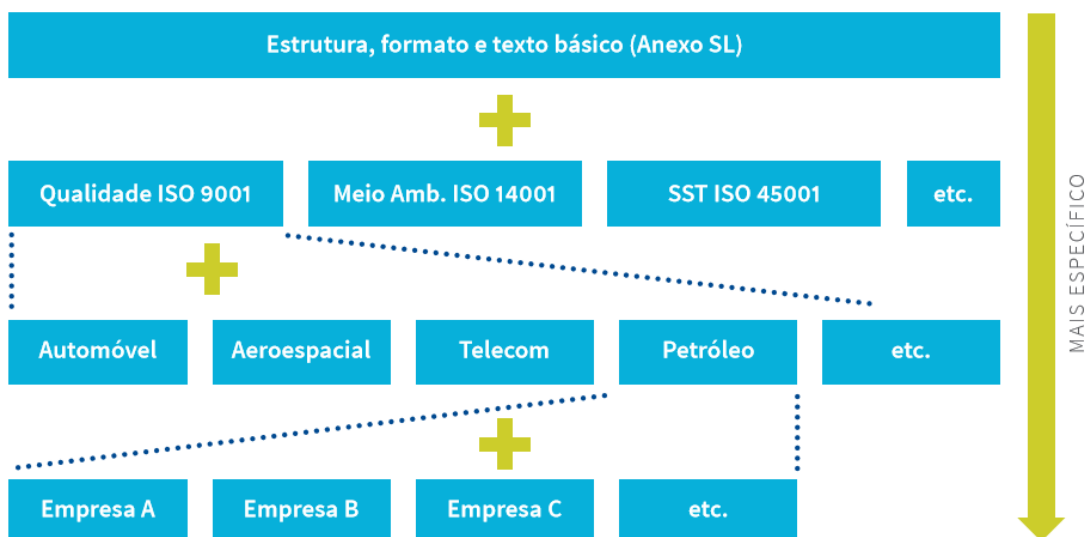 Estrutura, formato e texto básico (Anexo SL)
Qualidade ISO 9001
Meio Amb. ISO 14001
SST ISO 45001
etc.
Automóvel
Aeroespacial
Telecom
Petróleo
etc.
Empresa A
Empresa B
Empresa C
etc.
MAIS ESPECÍFICO